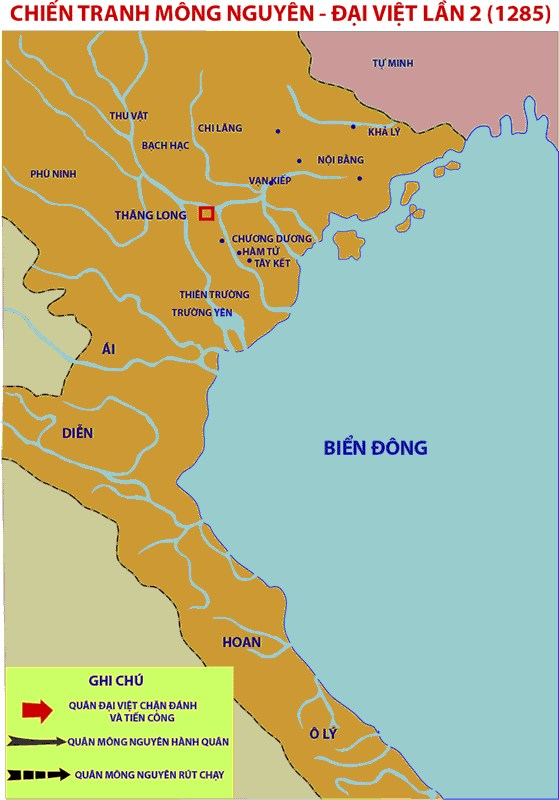 CHIẾN TRANH MÔNG NGUYÊN - ĐẠI VIỆT LẦN 2 (1285)
TỰ MINH
THU VẬT
CHI LĂNG
KHẢ LÝ
BẠCH HẠC
NỘI BÀNG
PHÙ NINH
VẠN KIẾP
THĂNG LONG
CHƯƠNG DƯƠNG
HÀM TỬ
TÂY KẾT
THIÊN TRƯỜNG
TRƯỜNG YÊN
ÁI
DIỄN
BIỂN ĐÔNG
HOAN
Ô LÝ
GHI CHÚ
QUÂN ĐẠI VIỆT CHẶN ĐÁNH
VÀ TIẾN CÔNG
QUÂN MÔNG NGUYÊN HÀNH QUÂN
QUÂN MÔNG NGUYÊN RÚT CHẠY